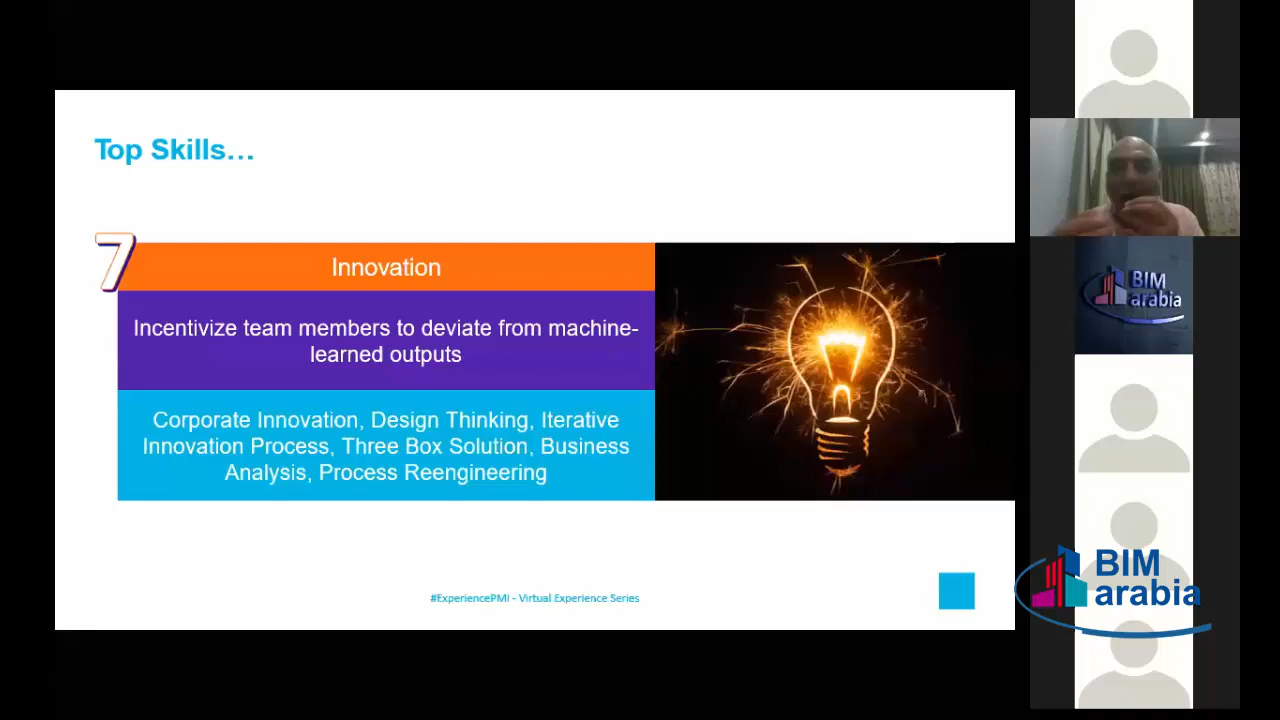 Top Skills…
7
Innovation
Incentivize team members to deviate from machine-
learned outputs
Corporate Innovation, Design Thinking, Iterative
Innovation Process, Three Box Solution, Business
Analysis, Process Reengineering
#ExperiencePMI - Virtual Experience Series
BIM
arabia
BIM
arabia